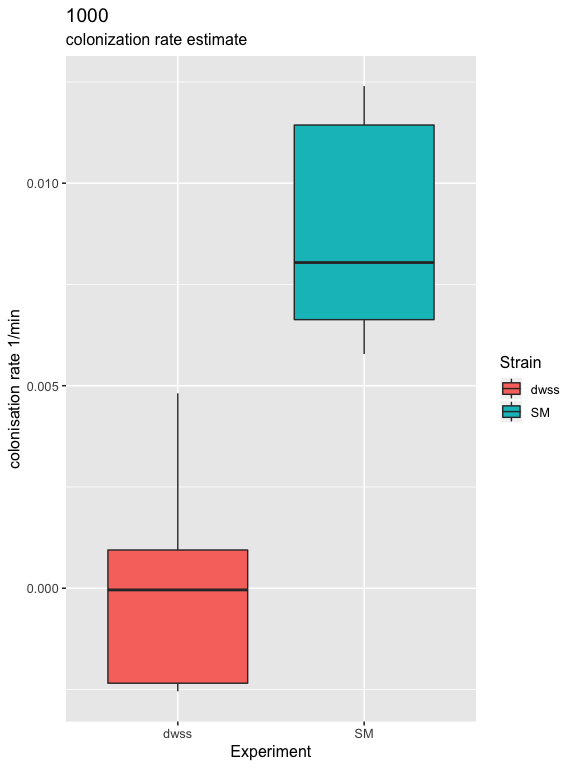 1000
colonization rate estimate
colonisation rate 1/min
0.010
0.005
0.000
dwss
SM
Experiment
Strain
dwss
SM